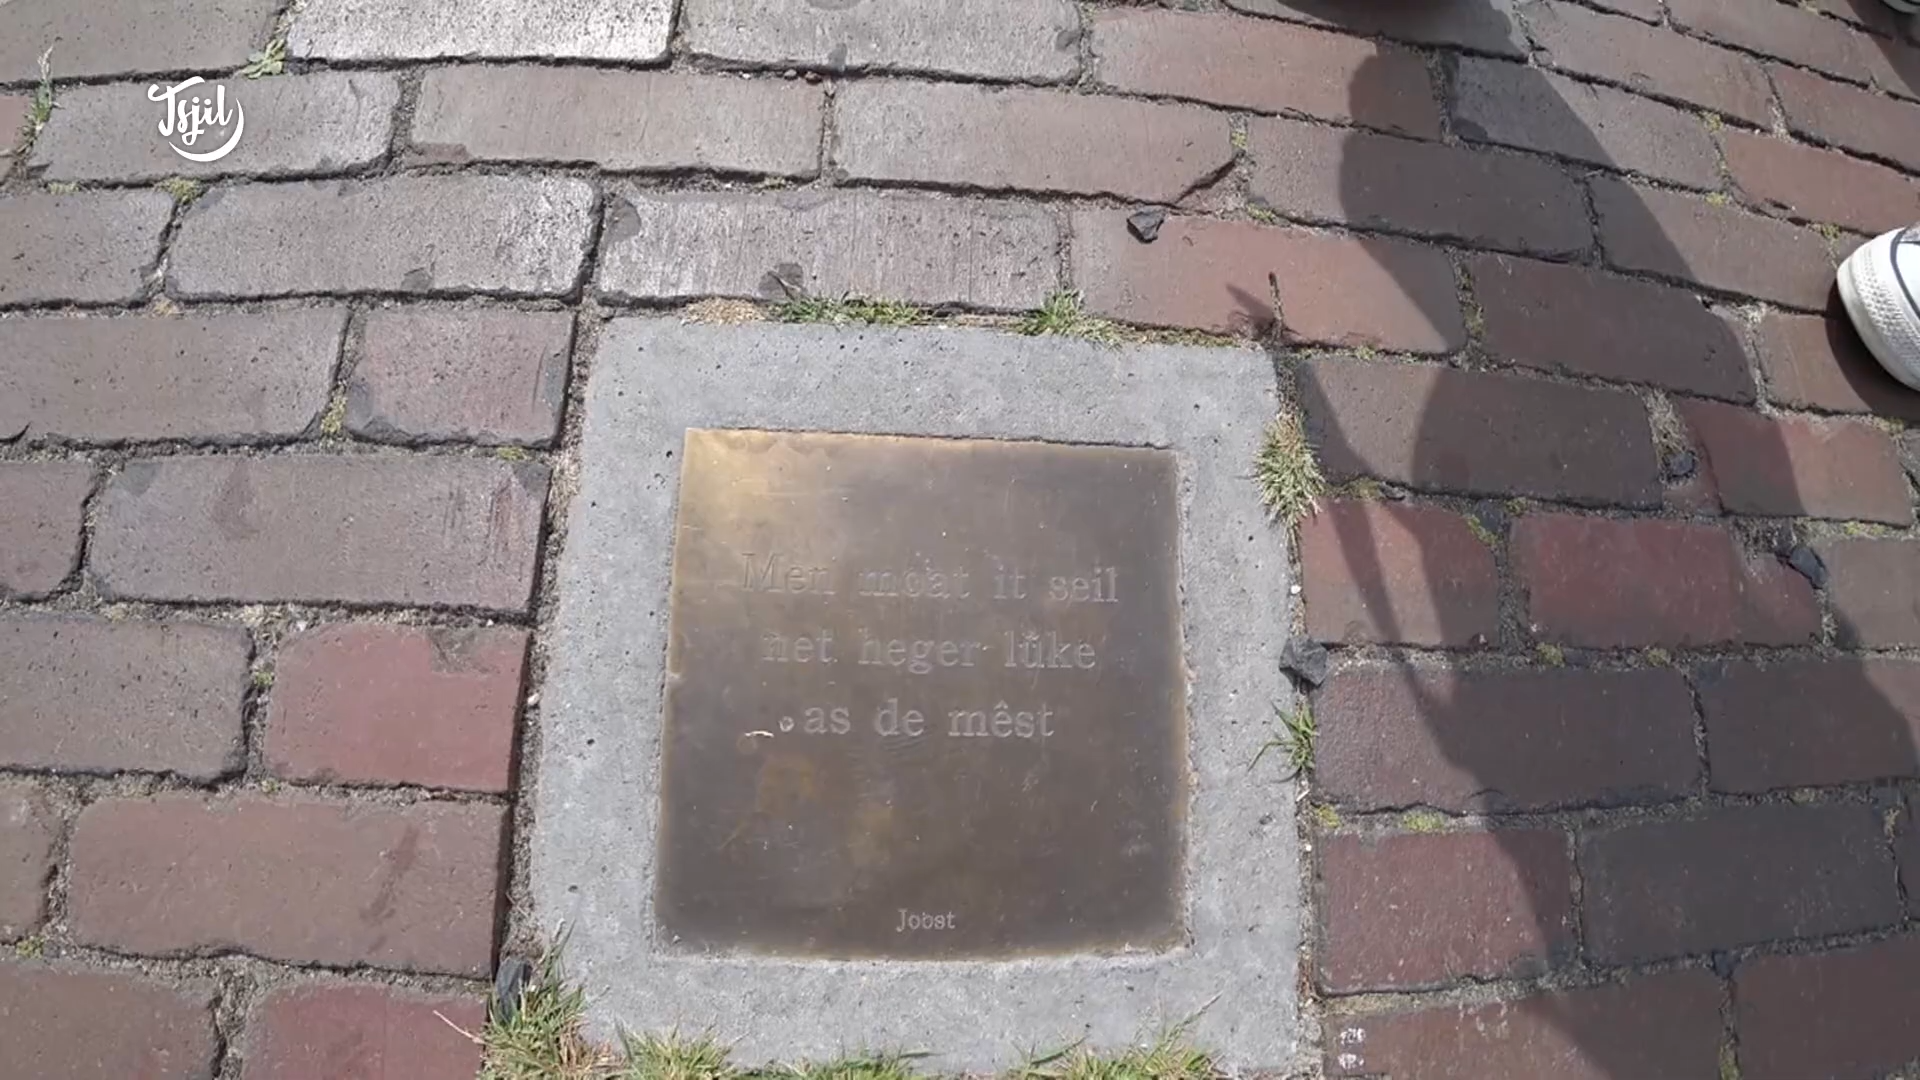 Tsjil
Men moat it seil
net heger lûke
as de mêst
Jobst